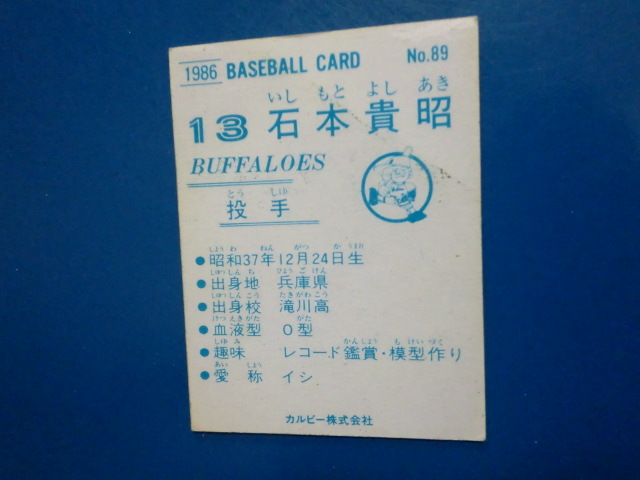 1986 BASEBALL CARD No.89
いし もと よし あき
13 石本貴昭
BUFFALOES
とう しゅ
投手
しょう わ ねん がつ か うまれ
●昭和37年12月24日生
しゅっしん ち ひょう ご けん
●出身地 兵庫県
しゅっしん こう たきがわ こう
●出身校 滝川高
けつ えき がた がた
●血液型 O型
しゅ み かんしょう も けい づく
●趣味 レコード鑑賞・模型作り
あい しょう
●愛称 イシ
カルビー株式会社